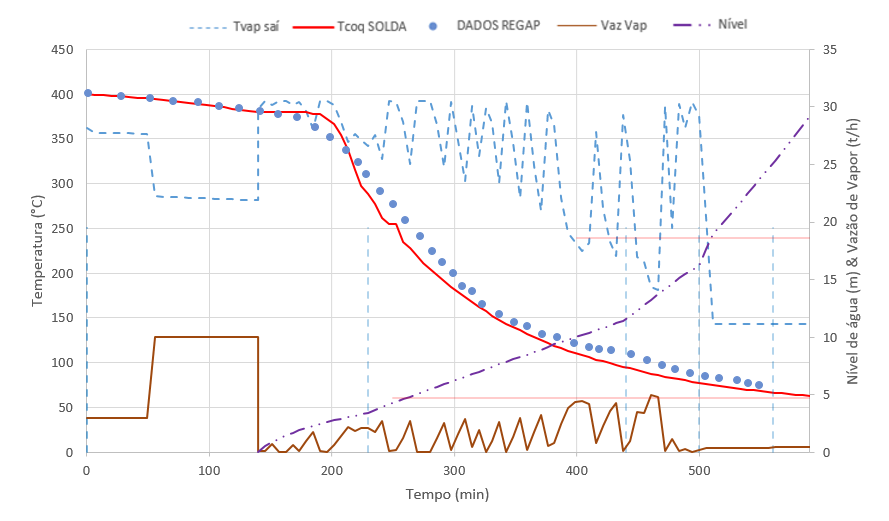 Tvap saí Tcoq SOLDA DADOS REGAP Vaz Vap Nível
450 35
400 30
350 25
300 20
250 15
200 10
150 5
100 0
50
0
0 100 200 300 400 500
Temperatura (°C)
Nível de água (m) & Vazão de Vapor (t/h)
Tempo (min)